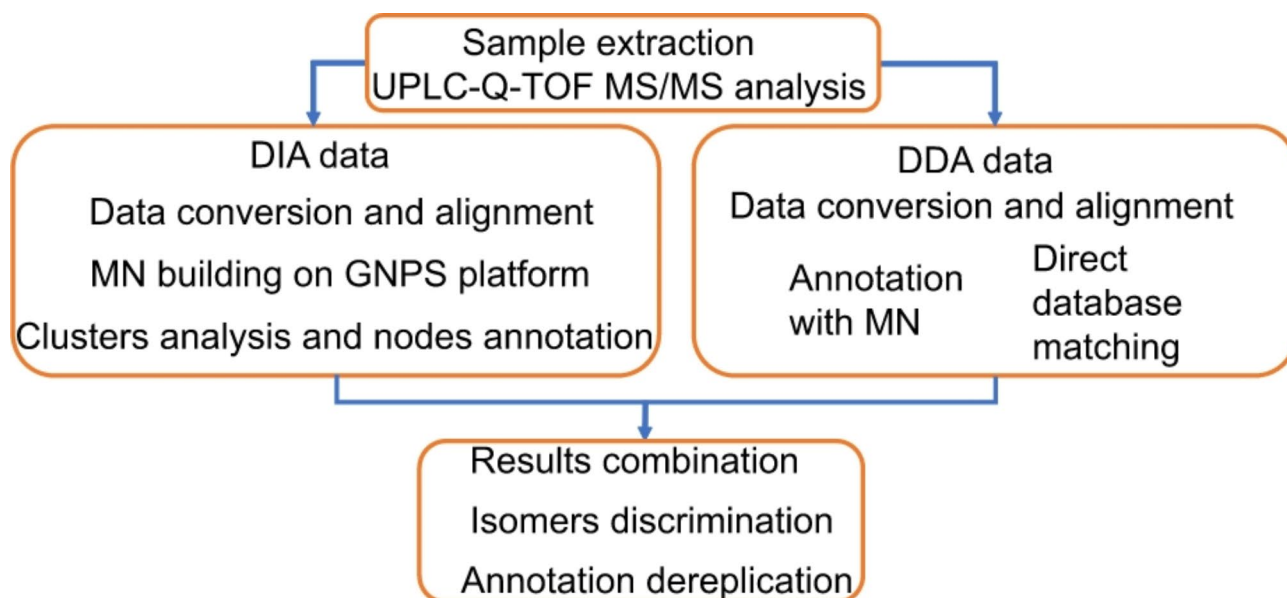 Sample extraction
UPLC-Q-TOF MS/MS analysis
DIA data
Data conversion and alignment
MN building on GNPS platform
Clusters analysis and nodes annotation
DDA data
Data conversion and alignment
Annotation
with MN
Direct
database
matching
Results combination
Isomers discrimination
Annotation dereplication